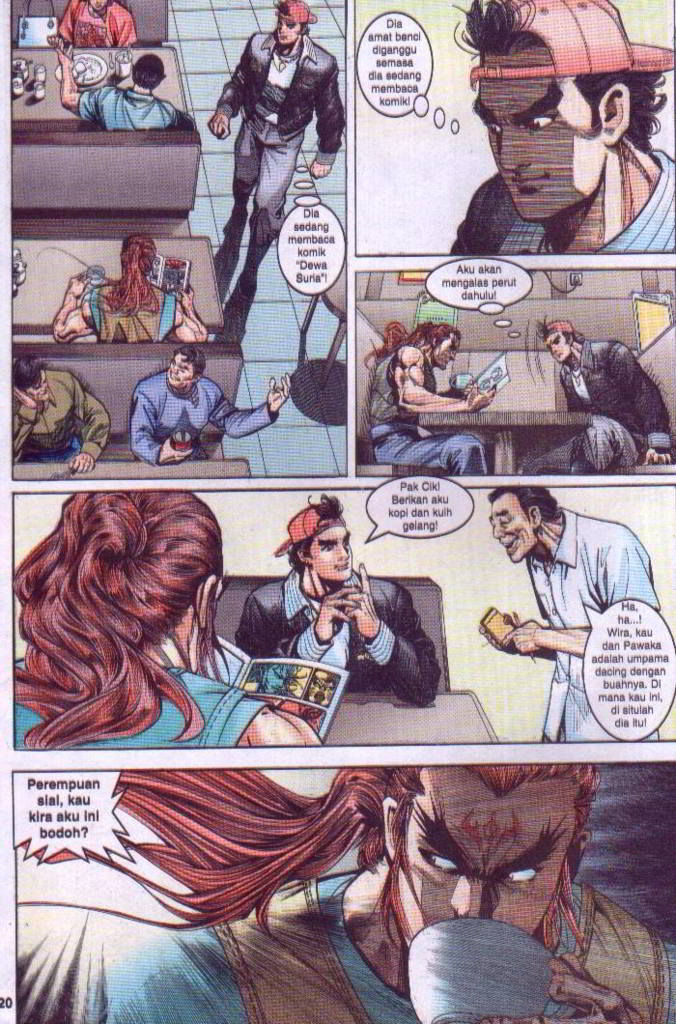 Dia
sedang
membaca
komik
"Dewa
Suria"!
Dia
amat benci
diganggu
semasa
dia sedang
membaca
komik!
Aku akan
mengalas perut
dahulu!
Pak Cik!
Berikan aku
kopi dan kuih
gelang!
Ha,
ha...!
Wira, kau
dan Pawaka
adalah umpama
dacing dengan
buahnya. Di
mana kau ini,
di situlah
dia itu!
Perempuan
sial, kau
kira aku ini
bodoh?
20